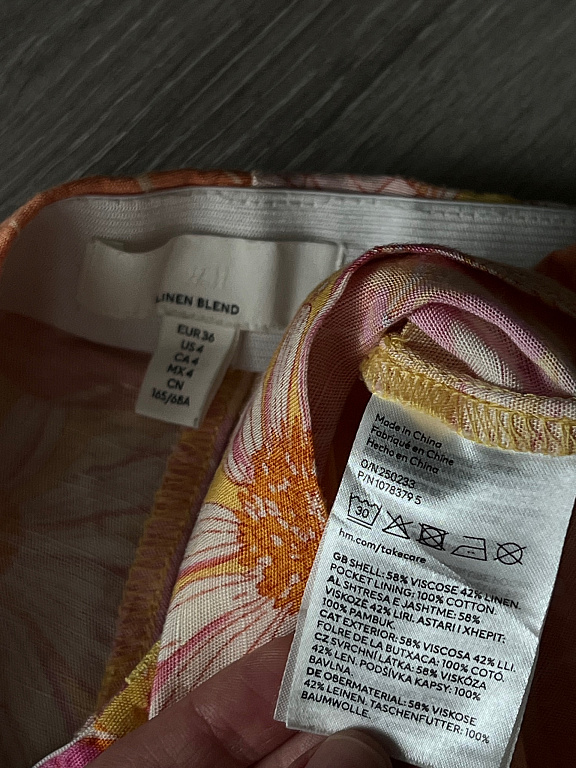 H M
LINEN BLEND
EUR 36
US 4
CA 4
MX 4
CN
165/68A
Made in China
Fabriqué en Chine
Hecho en China
O/N 250233
P/N 1078379 5
30
hm.com/takecare
GB SHELL: 58% VISCOSE 42% LINEN.
POCKET LINING: 100% COTTON.
AL SHTRESA E JASHTME: 58%
VISKOZË 42% LIRI. ASTARI I XHEPIT:
100% PAMBUK.
CAT EXTERIOR: 58% VISCOSA 42% LLI.
FOLRE DE LA BUTXACA: 100% COTÓ.
CZ SVRCHNÍ LÁTKA: 58% VISKÓZA
42% LEN. PODŠÍVKA KAPSY: 100%
BAVLNA
DE OBERMATERIAL: 58% VISKOSE
42% LEINEN. TASCHENFUTTER: 100%
BAUMWOLLE.